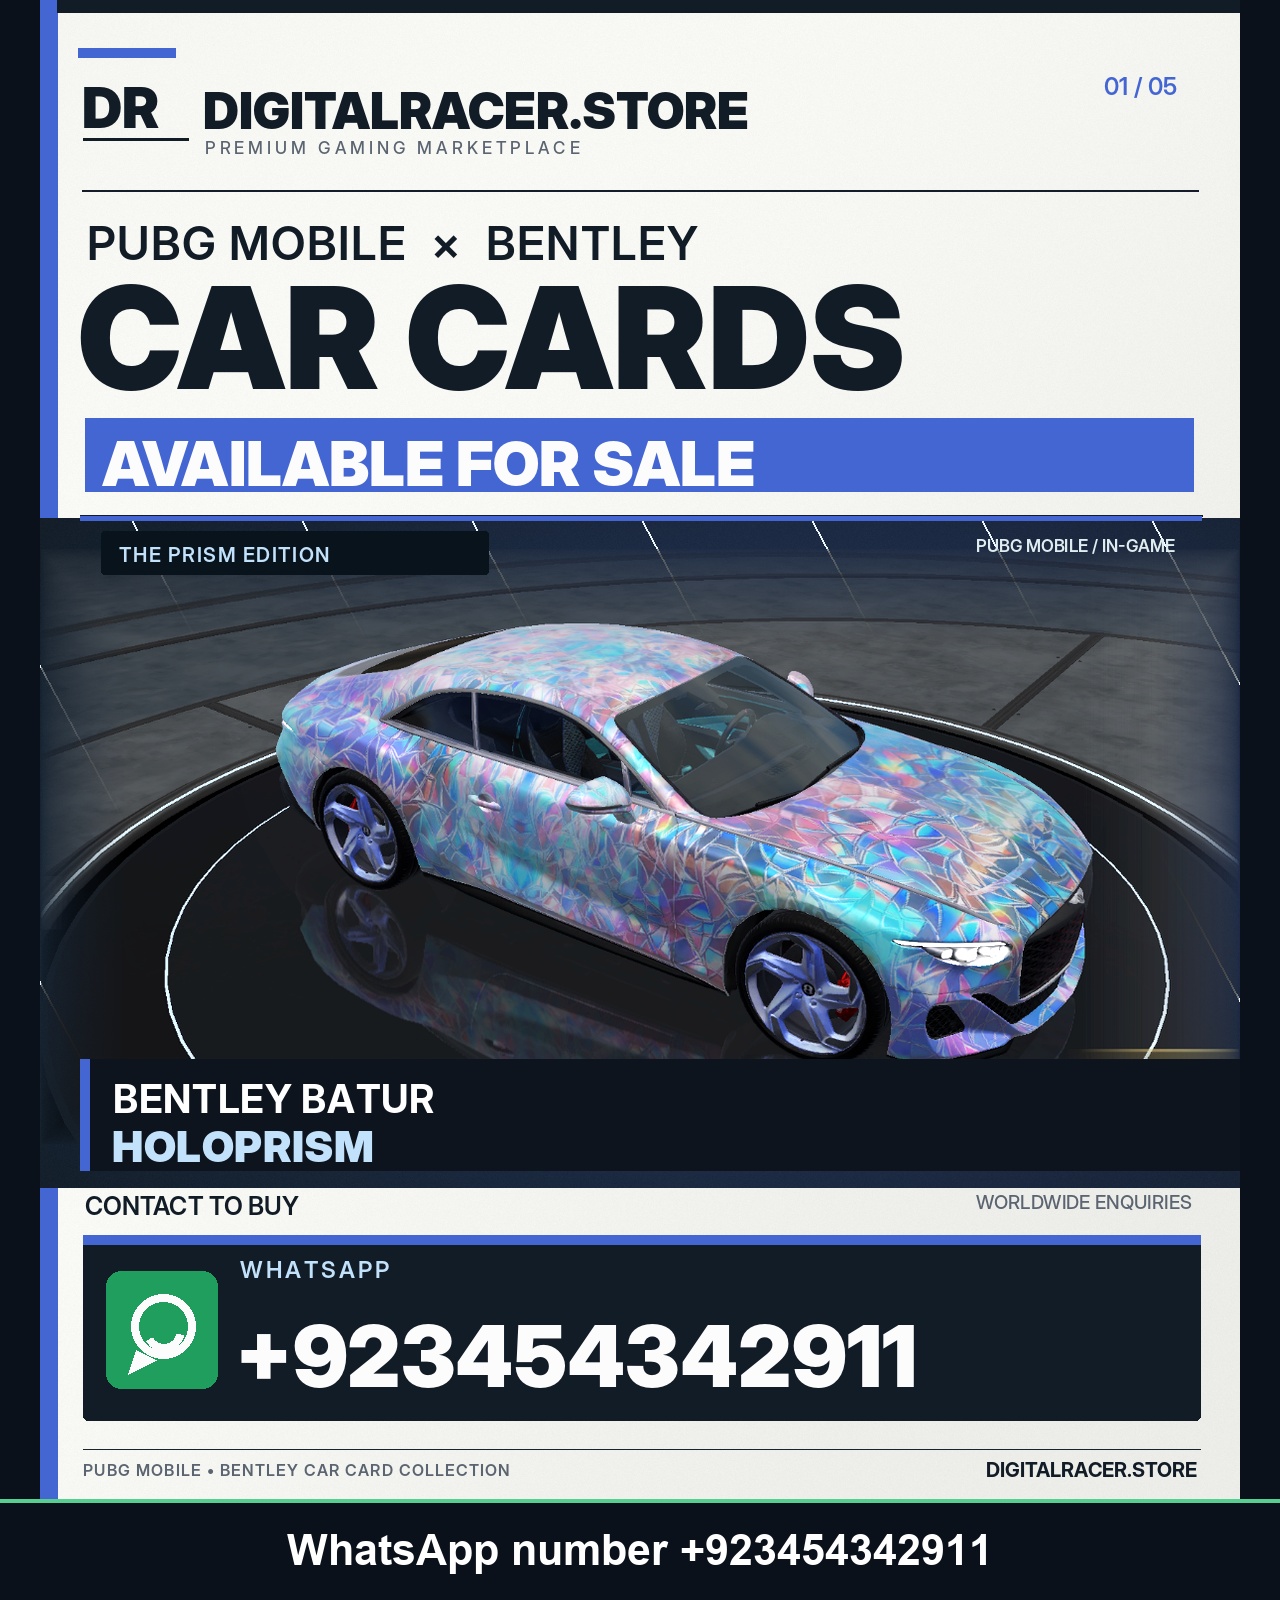 DR
DIGITALRACER.STORE
PREMIUM GAMING MARKETPLACE
01 / 05
PUBG MOBILE × BENTLEY
CAR CARDS
AVAILABLE FOR SALE
THE PRISM EDITION
PUBG MOBILE / IN-GAME
BENTLEY BATUR
HOLOPRISM
CONTACT TO BUY
WORLDWIDE ENQUIRIES
WHATSAPP
+923454342911
PUBG MOBILE • BENTLEY CAR CARD COLLECTION
DIGITALRACER.STORE
WhatsApp number +923454342911